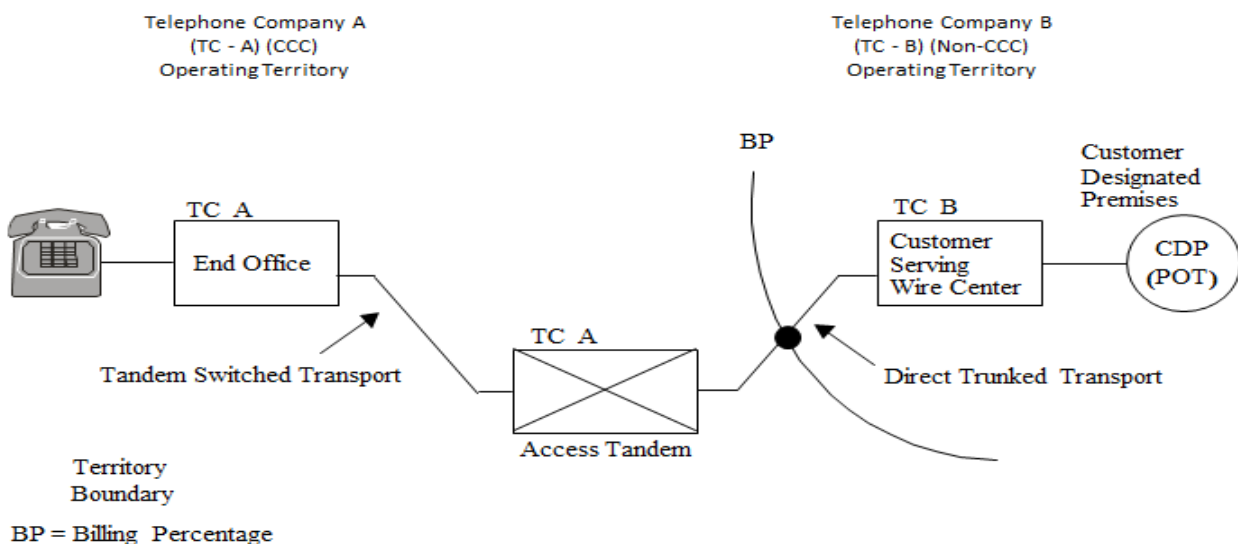 Telephone Company A
(TC - A) (CCC)
Operating Territory
Telephone Company B
(TC - B) (Non-CCC)
Operating Territory
BP
Customer
Designated
Premises
TC A
End Office
TC B
Customer
Serving
Wire Center
CDP
(POT)
TC A
Tandem Switched Transport
Direct Trunked Transport
Access Tandem
Territory
Boundary
BP = Billing Percentage